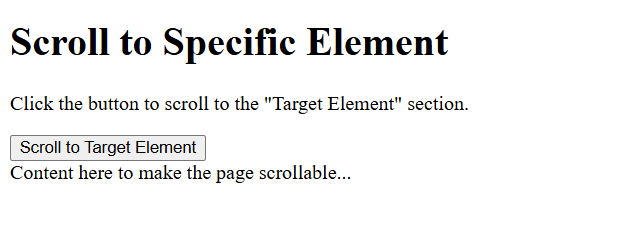 Scroll to Specific Element
Click the button to scroll to the "Target Element" section.
Scroll to Target Element
Content here to make the page scrollable...